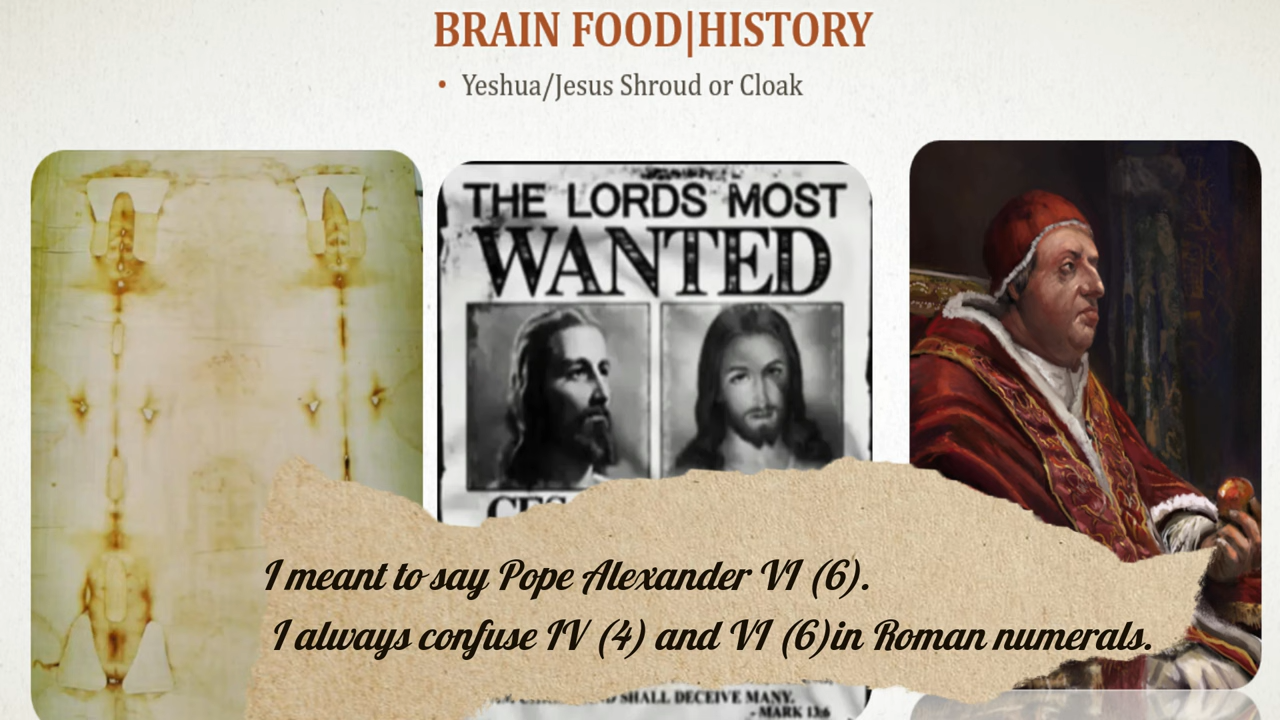 BRAIN FOOD|HISTORY
• Yeshua/Jesus Shroud or Cloak
THE LORDS MOST
WANTED
I meant to say Pope Alexander VI (6).
I always confuse IV (4) and VI (6)in Roman numerals.
SHALL DECEIVE MANY.
- MARK 13:6